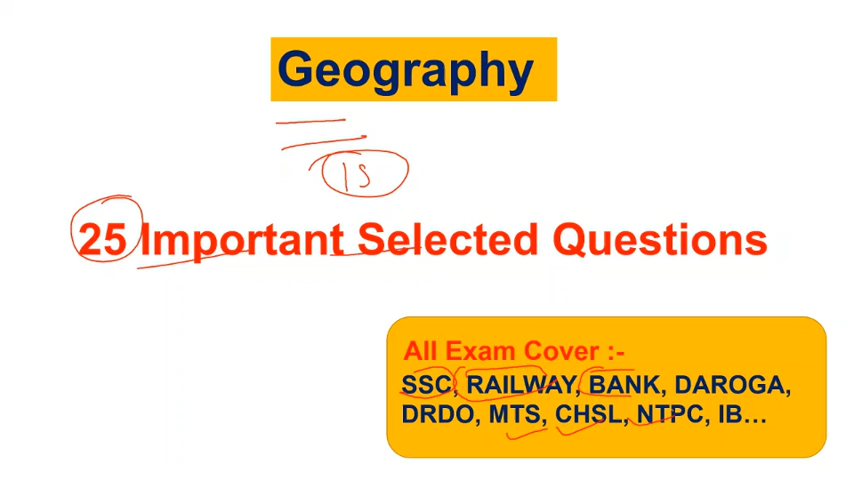 Geography
15
25 Important Selected Questions
All Exam Cover :-
SSC, RAILWAY, BANK, DAROGA,
DRDO, MTS, CHSL, NTPC, IB...